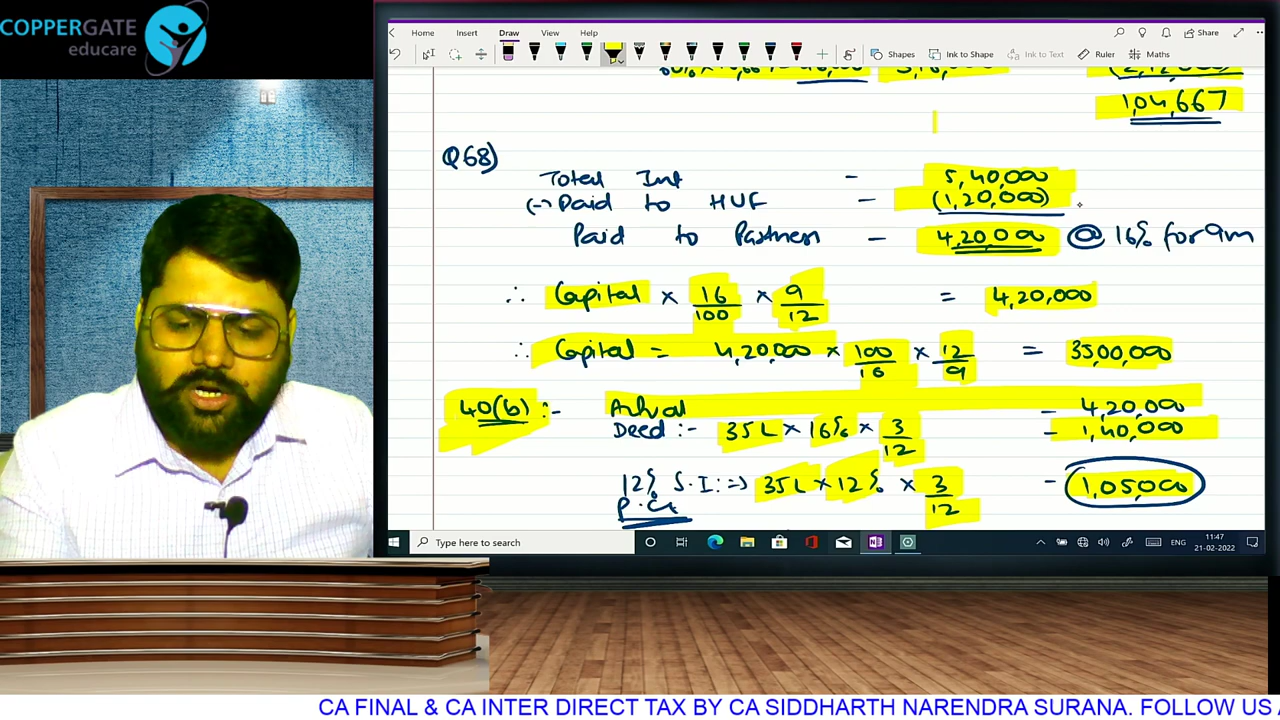 COPPERGATE
educare
Home Insert Draw View Help
Share
Shapes Ink to Shape Ink to Text Ruler Maths
1,04,667
Q68)
Total Int - 5,40,000
(-) Paid to HUF - (1,20,000)
Paid to Partners - 4,20,000 @ 16% for 9m
∴ Capital × 16/100 × 9/12 = 4,20,000
∴ Capital = 4,20,000 × 100/16 × 12/9 = 35,00,000
40(b) :- Actual - 4,20,000
Deed :- 35L × 16% × 3/12 - 1,40,000
12% S.I. :=> 35L × 12% × 3/12 - 1,05,000
Type here to search
ENG
11:47
21-02-2022
CA FINAL & CA INTER DIRECT TAX BY CA SIDDHARTH NARENDRA SURANA. FOLLOW US